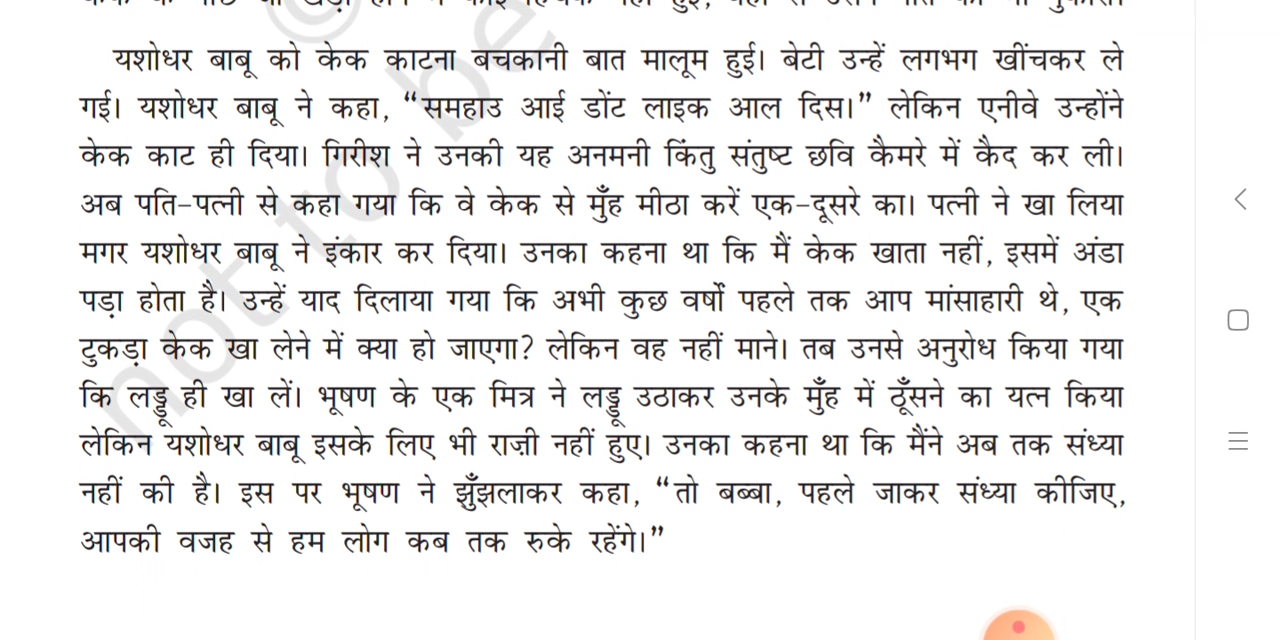 यशोधर बाबू को केक काटना बचकानी बात मालूम हुई। बेटी उन्हें लगभग खींचकर ले
गई। यशोधर बाबू ने कहा, “समहाउ आई डोंट लाइक आल दिस।” लेकिन एनीवे उन्होंने
केक काट ही दिया। गिरीश ने उनकी यह अनमनी किंतु संतुष्ट छवि कैमरे में कैद कर ली।
अब पति-पत्नी से कहा गया कि वे केक से मुँह मीठा करें एक-दूसरे का। पत्नी ने खा लिया
मगर यशोधर बाबू ने इंकार कर दिया। उनका कहना था कि मैं केक खाता नहीं, इसमें अंडा
पड़ा होता है। उन्हें याद दिलाया गया कि अभी कुछ वर्षों पहले तक आप मांसाहारी थे, एक
टुकड़ा केक खा लेने में क्या हो जाएगा? लेकिन वह नहीं माने। तब उनसे अनुरोध किया गया
कि लड्डू ही खा लें। भूषण के एक मित्र ने लड्डू उठाकर उनके मुँह में ठूँसने का यत्न किया
लेकिन यशोधर बाबू इसके लिए भी राज़ी नहीं हुए। उनका कहना था कि मैंने अब तक संध्या
नहीं की है। इस पर भूषण ने झुँझलाकर कहा, “तो बब्बा, पहले जाकर संध्या कीजिए,
आपकी वजह से हम लोग कब तक रुके रहेंगे।”
not to be